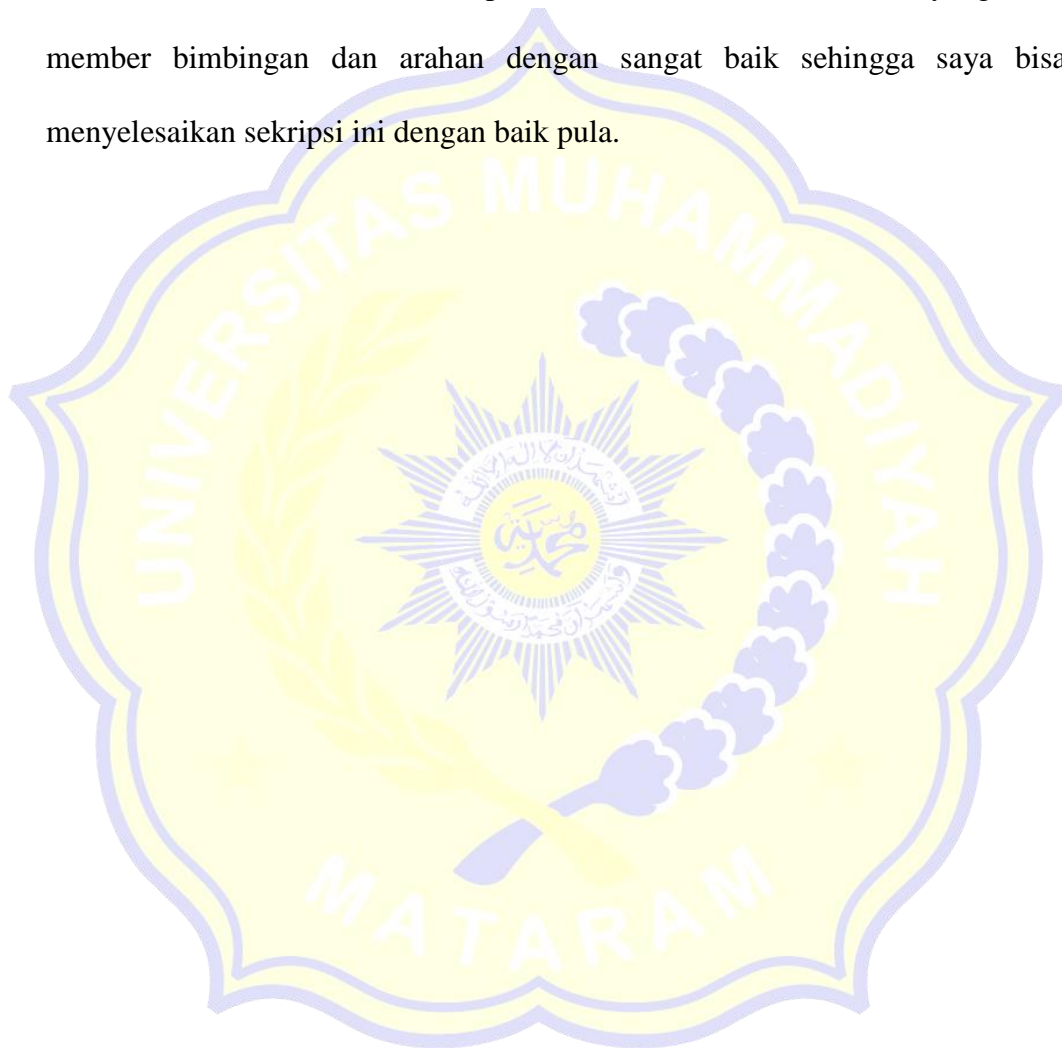 member bimbingan dan arahan dengan sangat baik sehingga saya bisa
menyelesaikan sekripsi ini dengan baik pula.
UNIVERSITAS MUHAMMADIYAH
MATARAM